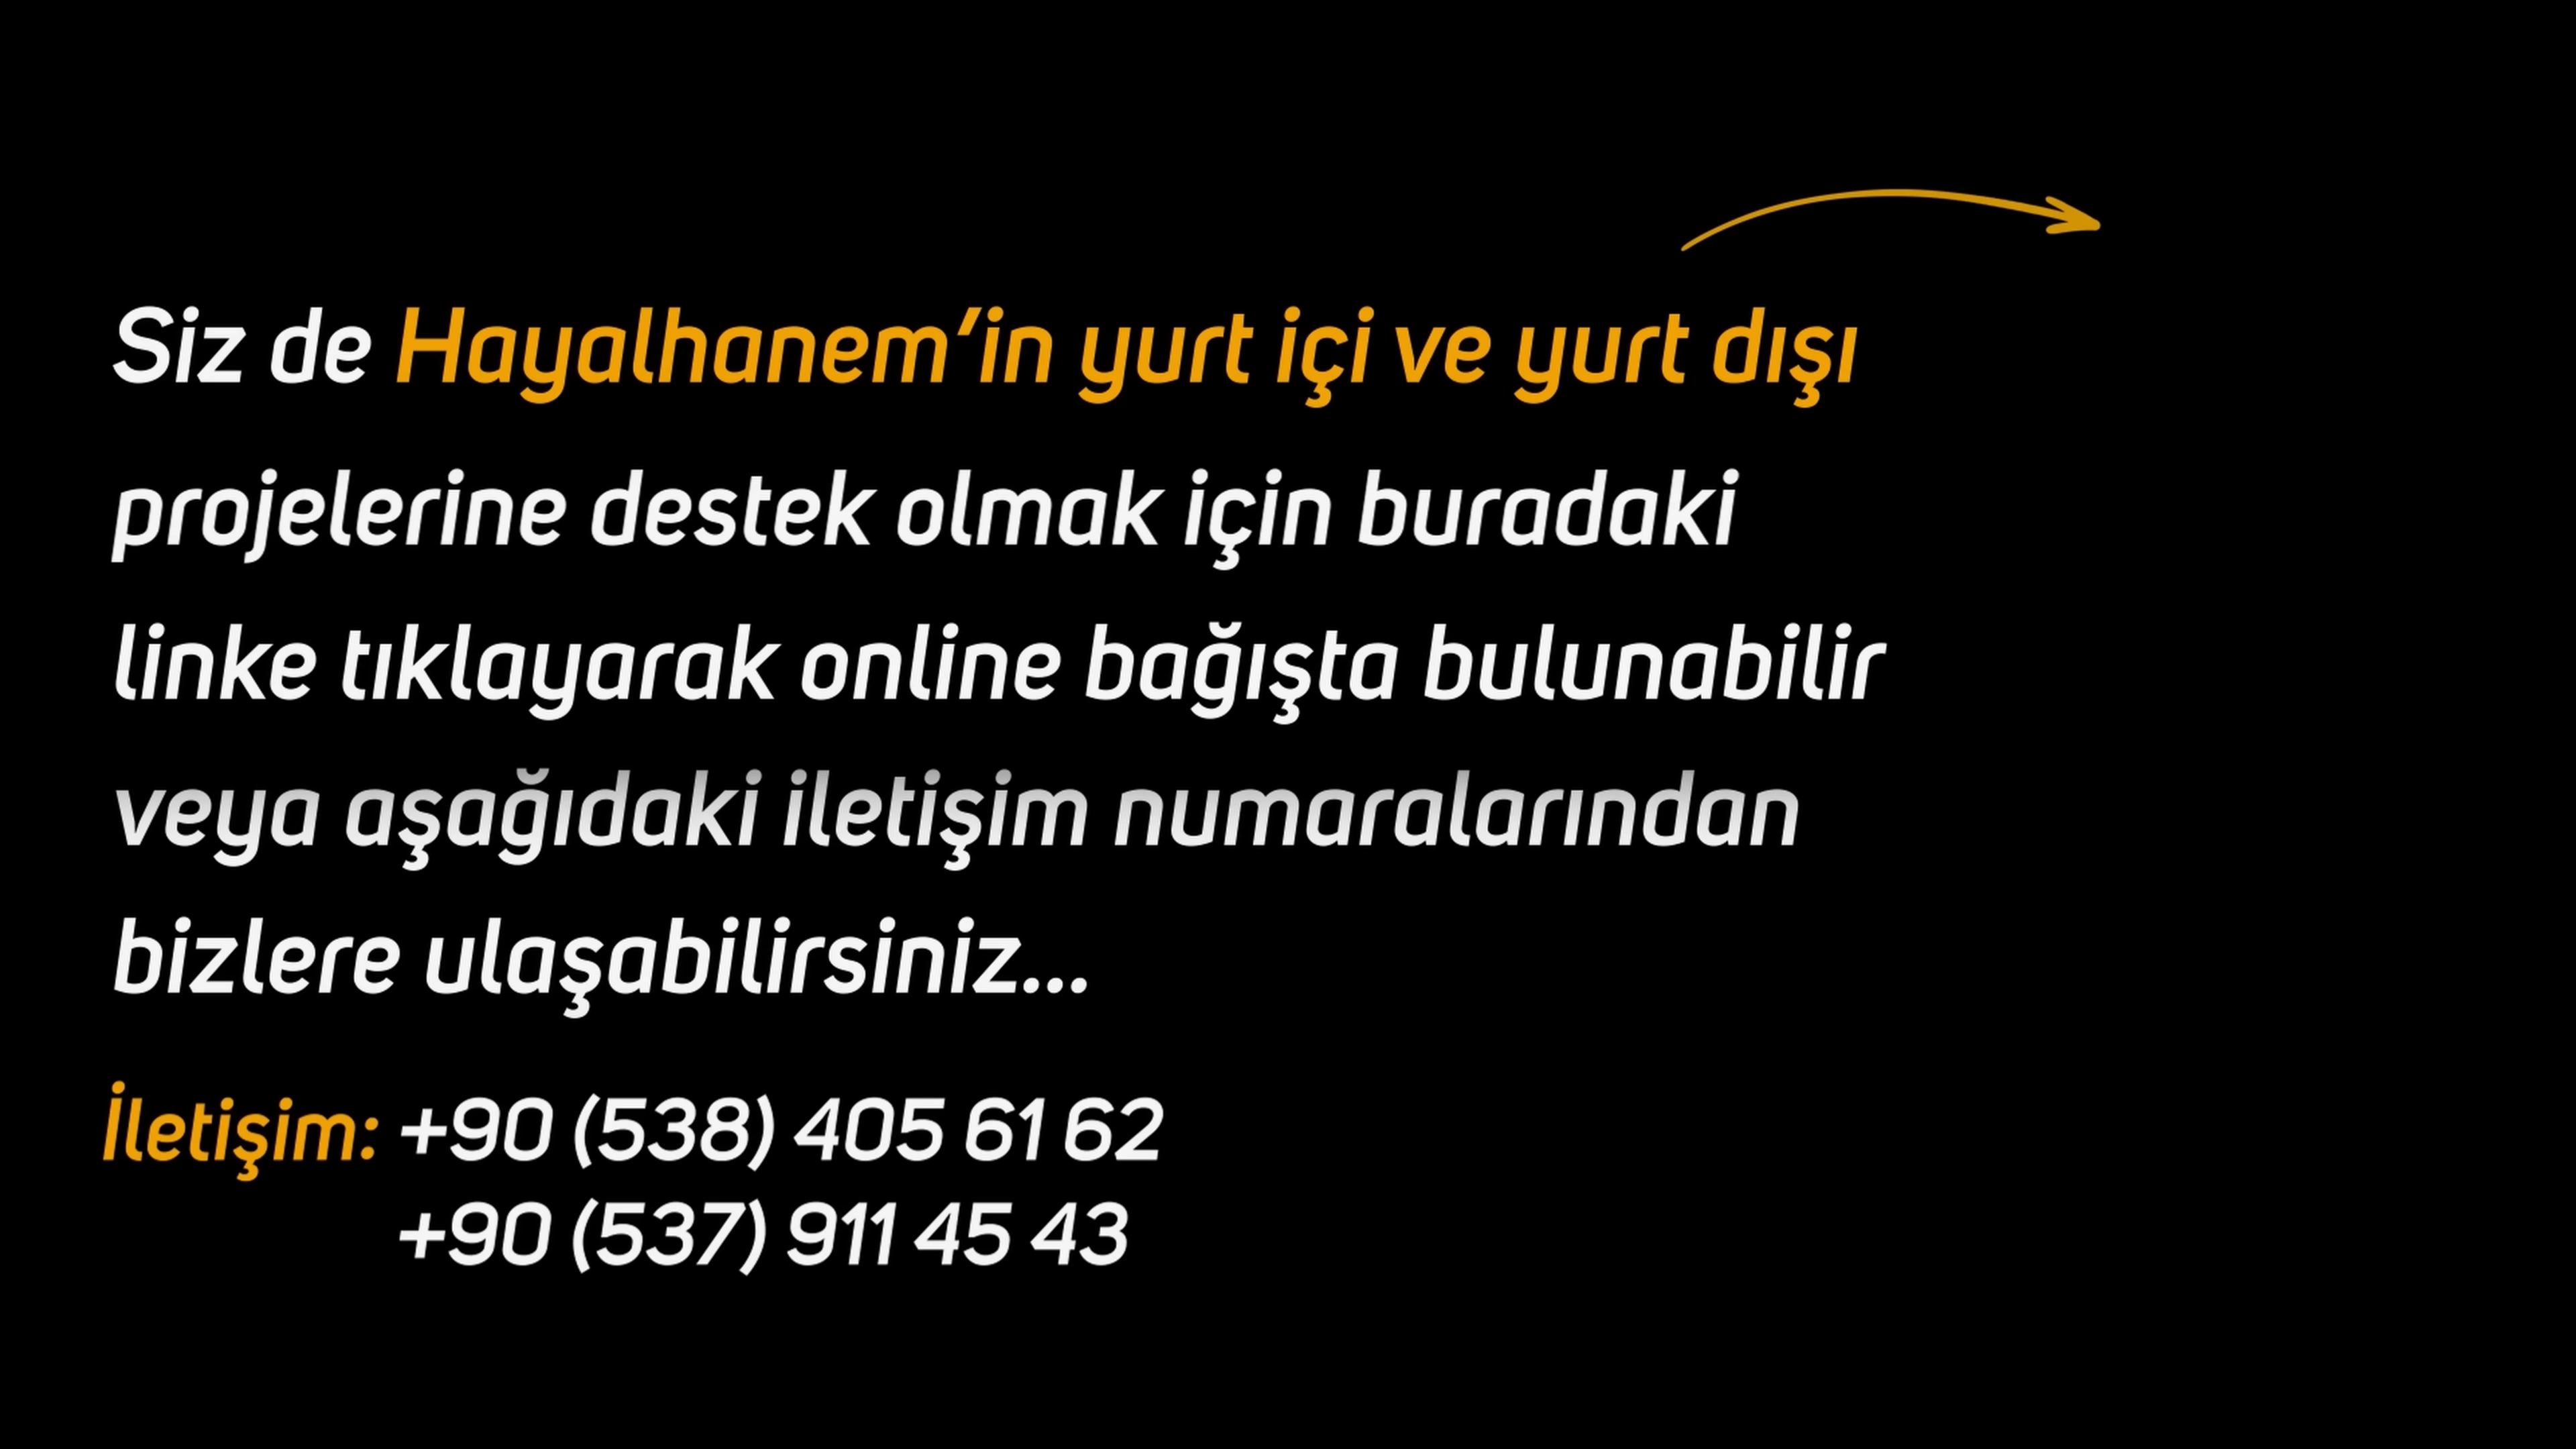 Siz de Hayalhanem’in yurt içi ve yurt dışı
projelerine destek olmak için buradaki
linke tıklayarak online bağışta bulunabilir
veya aşağıdaki iletişim numaralarından
bizlere ulaşabilirsiniz...
İletişim: +90 (538) 405 61 62
+90 (537) 911 45 43